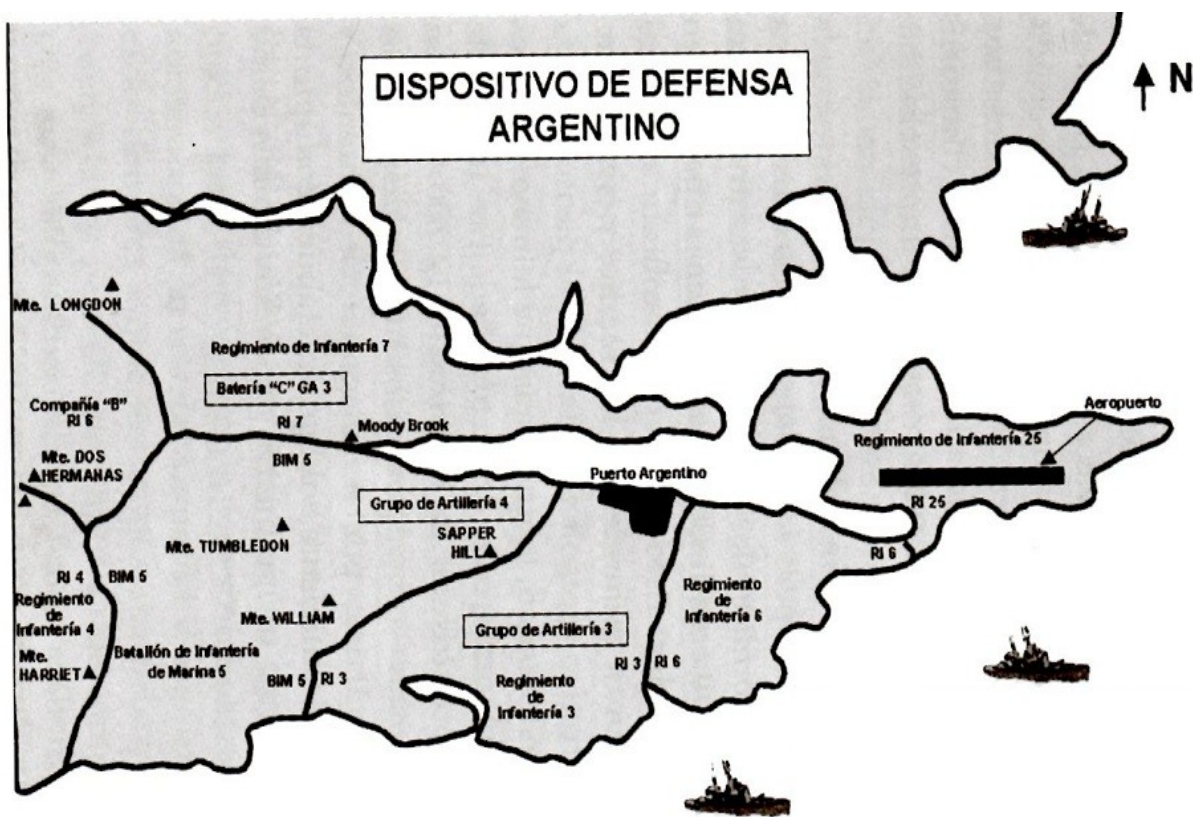 DISPOSITIVO DE DEFENSA
ARGENTINO
N
Mte. LONGDON
Regimiento de Infantería 7
Batería "C" GA 3
Compañía "B"
RI 6
RI 7
Moody Brook
BIM 5
Mte. DOS
HERMANAS
Aeropuerto
Regimiento de Infantería 25
RI 25
Puerto Argentino
Grupo de Artillería 4
SAPPER
HILL
Mte. TUMBLEDON
RI 6
RI 4
BIM 5
Regimiento
de
Infantería 4
Mte. WILLIAM
Regimiento
de
Infantería 6
Grupo de Artillería 3
Mte.
HARRIET
Batallón de Infantería
de Marina 5
BIM 5
RI 3
RI 3
RI 6
Regimiento
de
Infantería 3